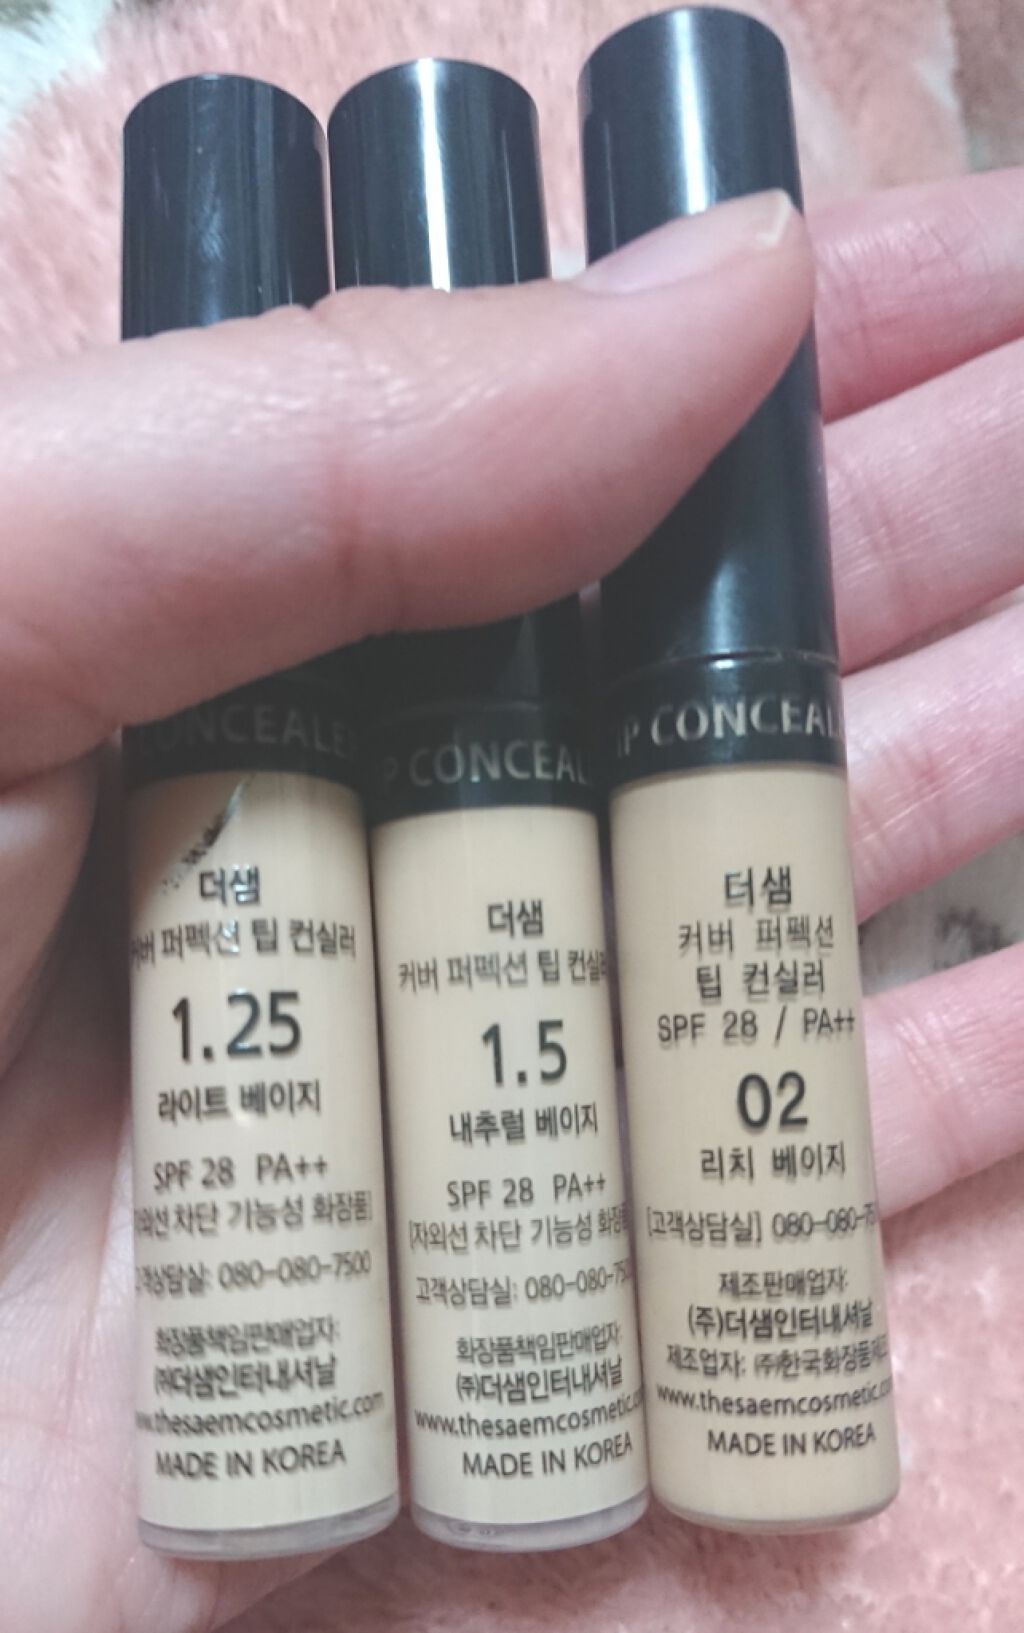 CONCEALE
더샘
커버 퍼펙션 팁 컨실러
1.25
라이트 베이지
SPF 28 PA++
[자외선 차단 기능성 화장품]
고객상담실: 080-080-7500
화장품책임판매업자:
㈜더샘인터내셔날
www.thesaemcosmetic.com
MADE IN KOREA
P CONCEAL
더샘
커버 퍼펙션 팁 컨실러
1.5
내추럴 베이지
SPF 28 PA++
[자외선 차단 기능성 화장
고객상담실: 080-080-750
화장품책임판매업자:
㈜더샘인터내셔날
www.thesaemcosmetic.co
MADE IN KOREA
IP CONCEAL
더샘
커버 퍼펙션
팁 컨실러
SPF 28 / PA++
02
리치 베이지
[고객상담실] 080-080-75
제조판매업자:
(주)더샘인터내셔날
제조업자: ㈜한국화장품제조
www.thesaemcosmetic.co
MADE IN KOREA